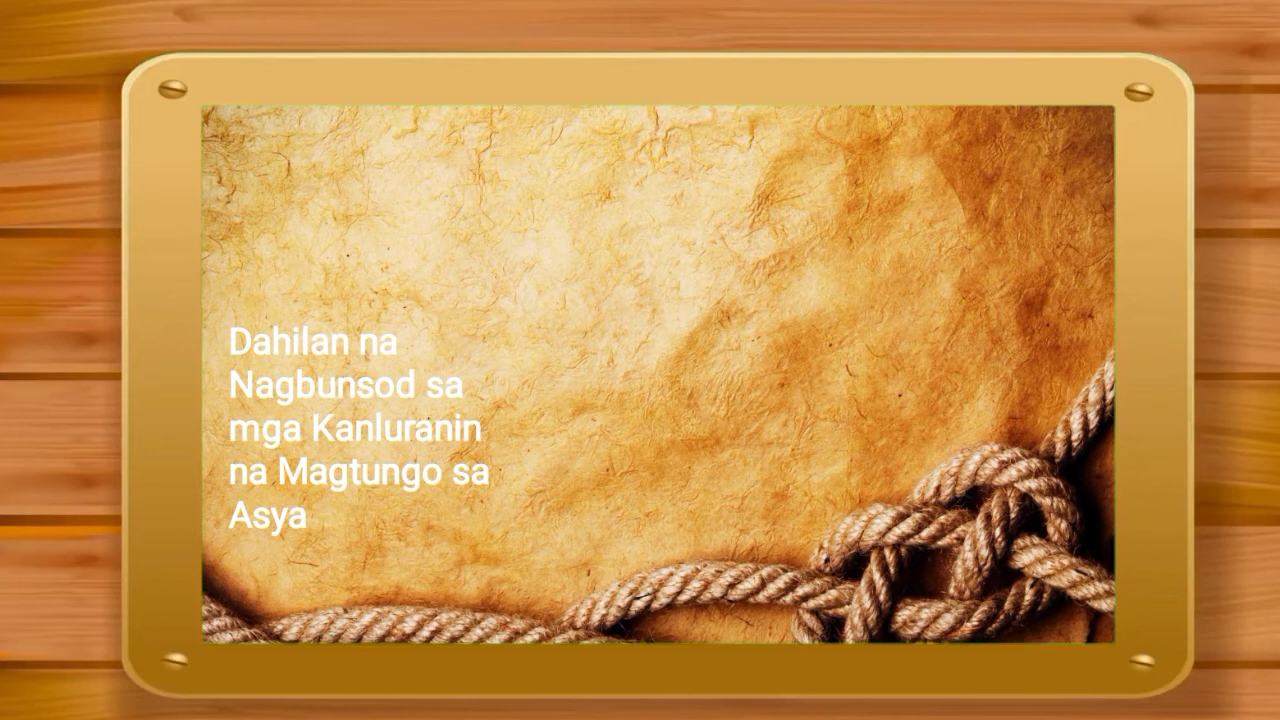 Dahilan na
Nagbunsod sa
mga Kanluranin
na Magtungo sa
Asya